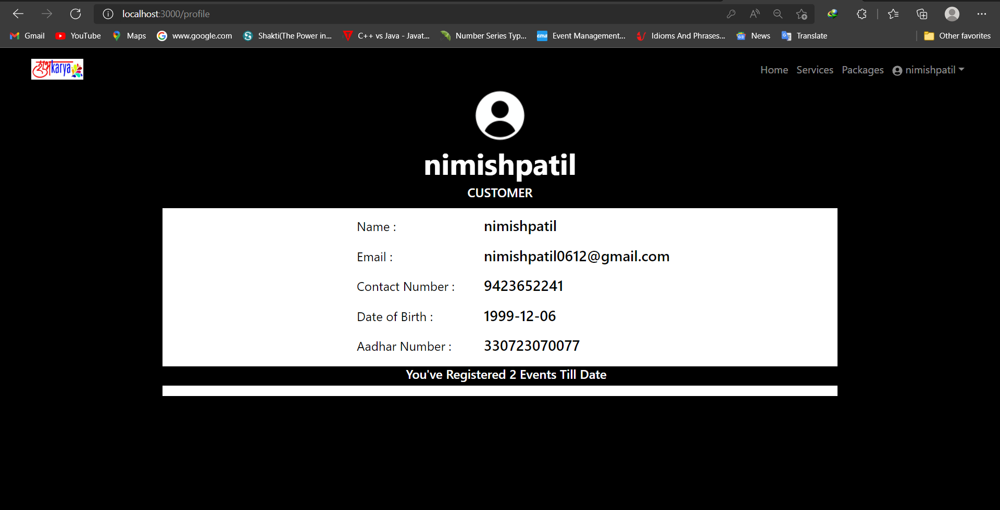 localhost:3000/profile
Gmail YouTube Maps www.google.com Shakti(The Power in... C++ vs Java - Javat... Number Series Typ... Event Management... Idioms And Phrases... News Translate Other favorites
शुभkarya Home Services Packages nimishpatil
nimishpatil
CUSTOMER
Name : nimishpatil
Email : nimishpatil0612@gmail.com
Contact Number : 9423652241
Date of Birth : 1999-12-06
Aadhar Number : 330723070077
You've Registered 2 Events Till Date